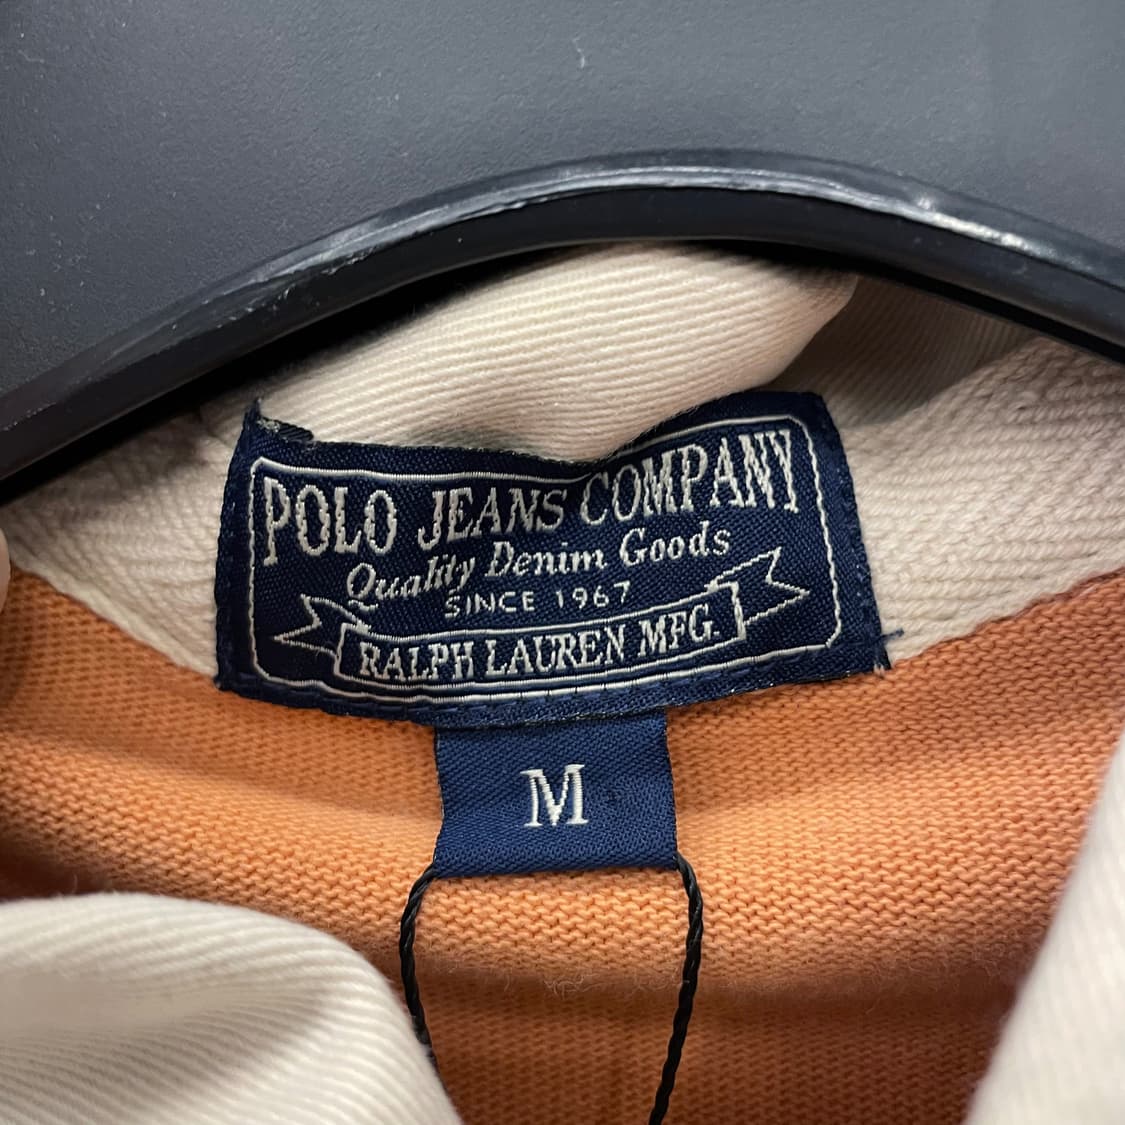 POLO JEANS COMPANY
Quality Denim Goods
SINCE 1967
RALPH LAUREN MFG.
M